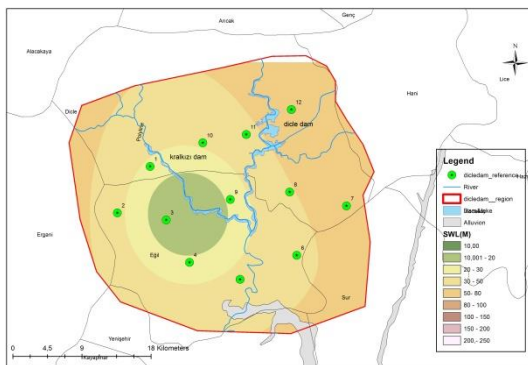 Arıcak
Genç
Alacakaya
Lice
Hani
Dicle
12
dicle dam
11
10
kralkızı dam
1
8
9
7
2
3
Ergani
Eğil
4
6
Sur
Yenişehir
0 4,5 9 18 Kilometers
N
Legend
dicledam_reference
River
dicledam__region
Alluvion
SWL(M)
10,00
10,001 - 20
20 - 30
30 - 50
50- 80
80 - 100
100 - 150
150 - 200
200,- 250